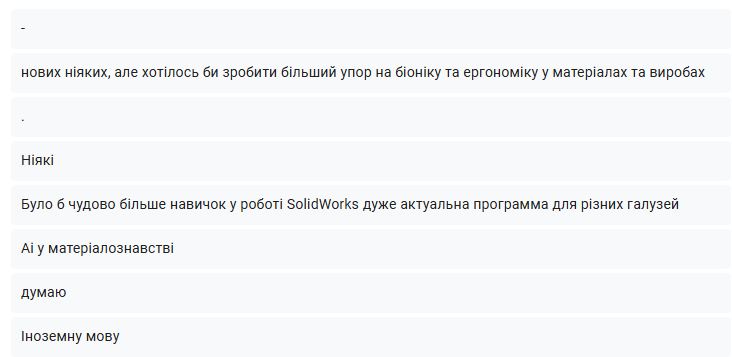 -
нових ніяких, але хотілось би зробити більший упор на біоніку та ергономіку у матеріалах та виробах
.
Ніякі
Було б чудово більше навичок у роботі SolidWorks дуже актуальна программа для різних галузей
Аі у матеріалознавстві
думаю
Іноземну мову